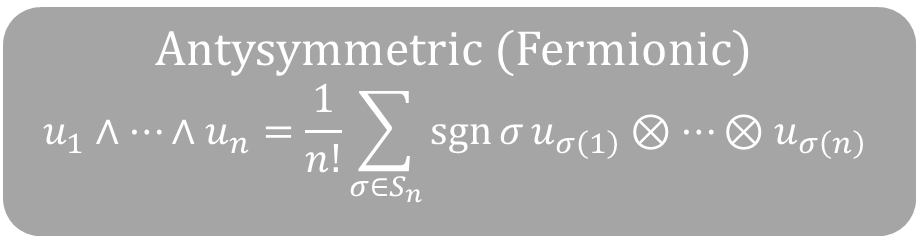 Antysymmetric (Fermionic)
u₁ ∧ ⋯ ∧ uₙ = 1/n! ∑_{σ∈Sₙ} sgn σ u_{σ(1)} ⊗ ⋯ ⊗ u_{σ(n)}